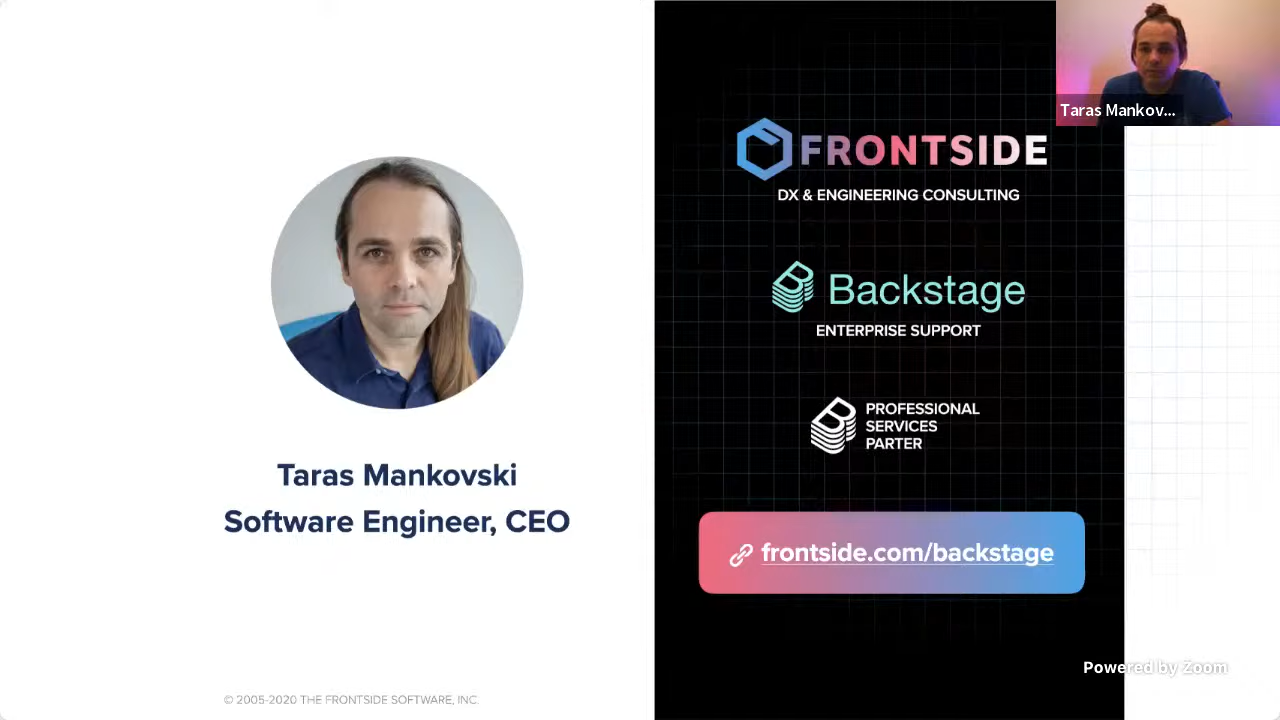 Taras Mankov...
FRONTSIDE
DX & ENGINEERING CONSULTING
Backstage
ENTERPRISE SUPPORT
PROFESSIONAL
SERVICES
PARTER
Taras Mankovski
Software Engineer, CEO
frontside.com/backstage
Powered by Zoom
© 2005-2020 THE FRONTSIDE SOFTWARE, INC.